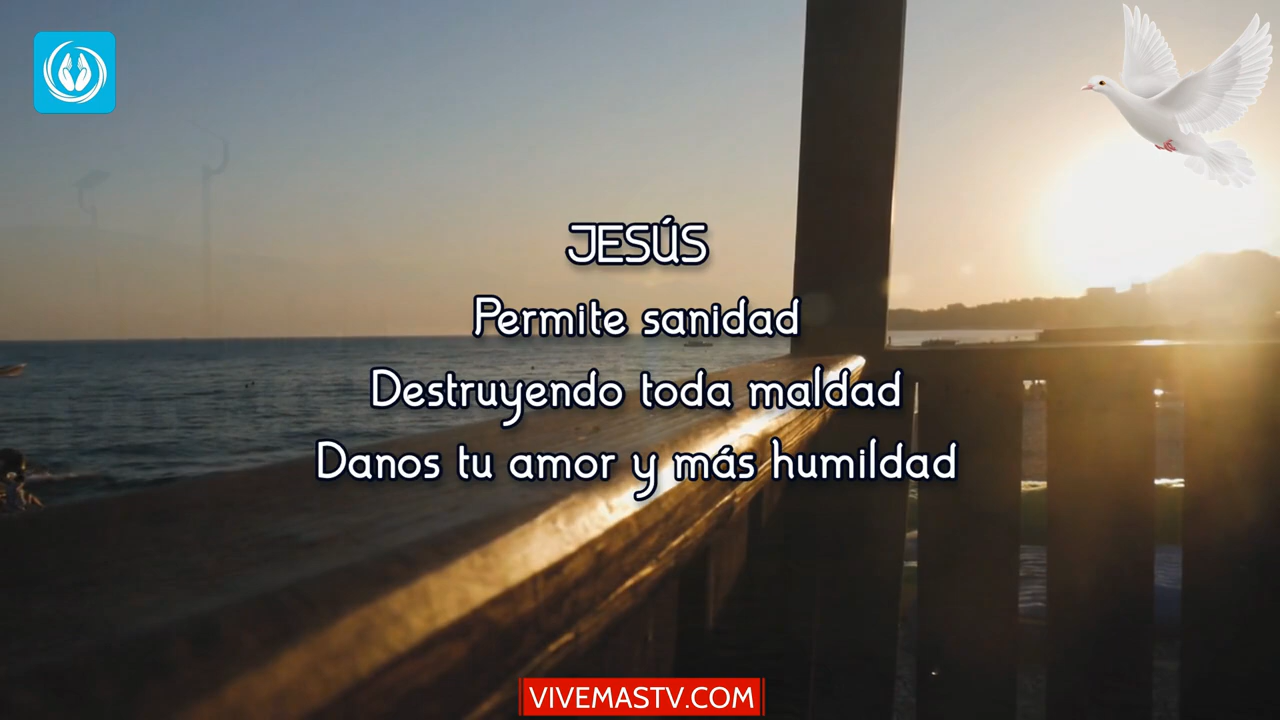 JESÚS
Permite sanidad
Destruyendo toda maldad
Danos tu amor y más humildad
VIVEMASTV.COM